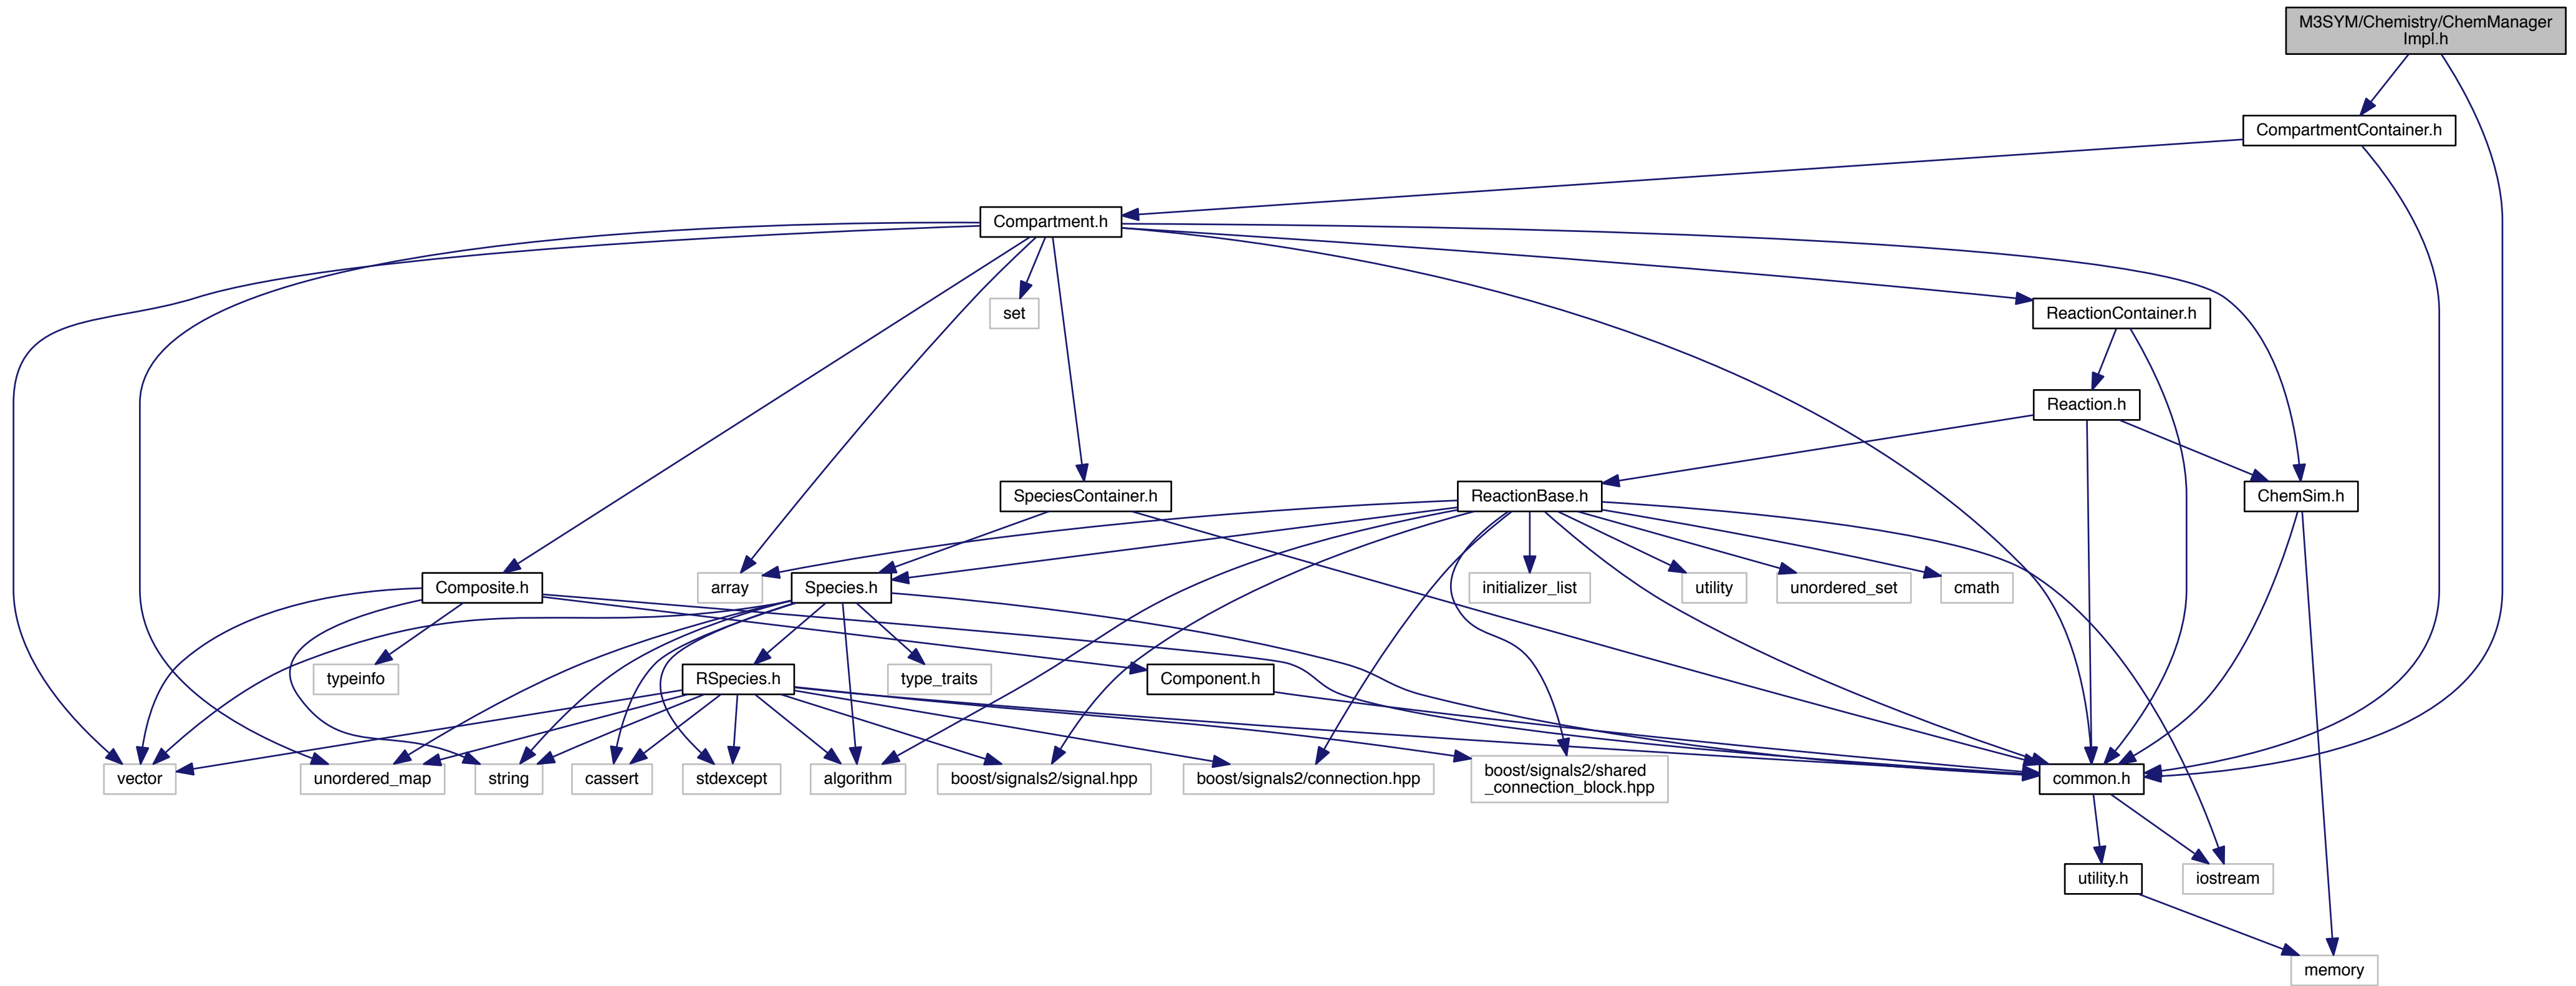 M3SYM/Chemistry/ChemManager
Impl.h
CompartmentContainer.h
Compartment.h
set
ReactionContainer.h
Reaction.h
SpeciesContainer.h
ReactionBase.h
ChemSim.h
Composite.h
array
Species.h
initializer_list
utility
unordered_set
cmath
typeinfo
RSpecies.h
type_traits
Component.h
vector
unordered_map
string
cassert
stdexcept
algorithm
boost/signals2/signal.hpp
boost/signals2/connection.hpp
boost/signals2/shared
_connection_block.hpp
common.h
utility.h
iostream
memory